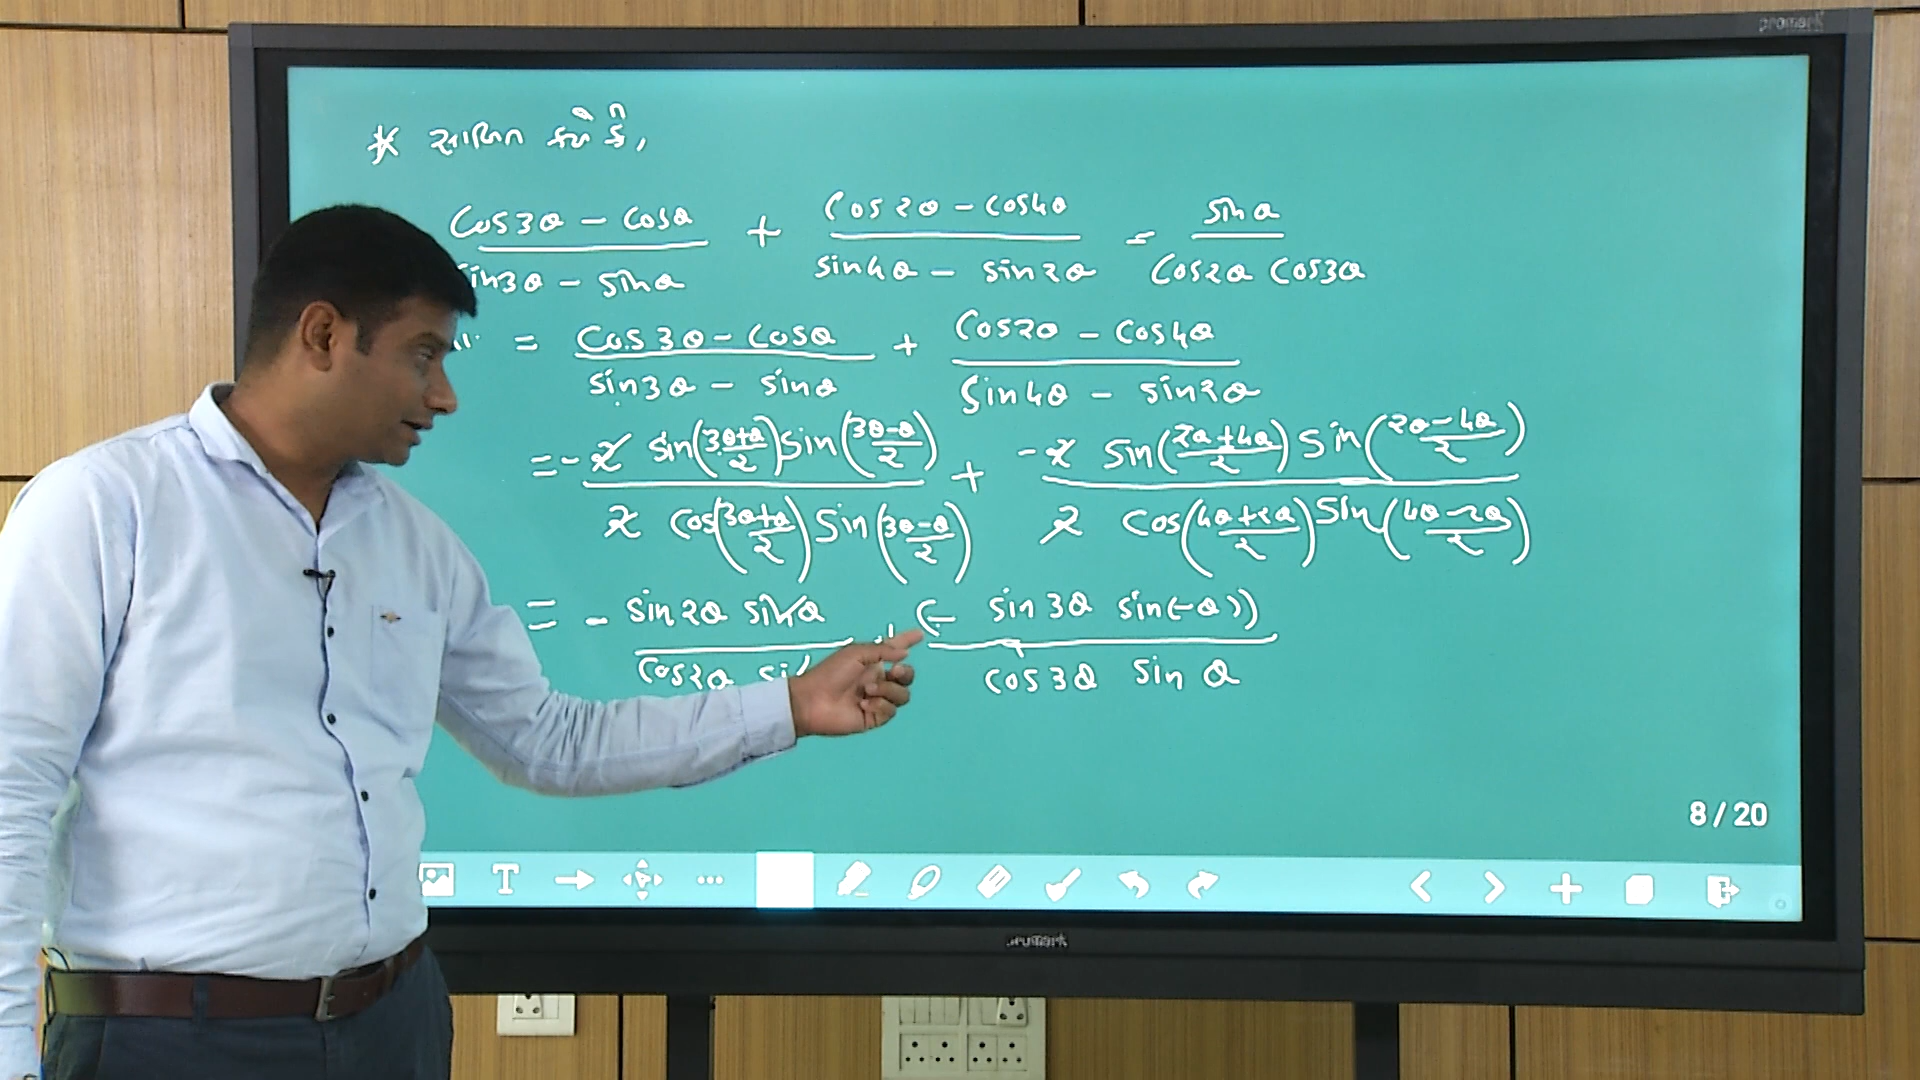 promark
* સાબિત કરો કે,
Cos3θ - cosθ / sin3θ - sinθ + Cos2θ - cos4θ / sin4θ - sin2θ = sinθ / Cos2θ Cos3θ
= Cos3θ - Cosθ / sin3θ - sinθ + Cos2θ - Cos4θ / Sin4θ - sin2θ
= -2 sin(3θ+θ/2) sin(3θ-θ/2) / 2 cos(3θ+θ/2) sin(3θ-θ/2) + -2 sin(2θ+4θ/2) sin(2θ-4θ/2) / 2 cos(4θ+2θ/2) sin(4θ-2θ/2)
= - sin2θ sinθ / cos2θ si + (- sin3θ sin(-θ)) / cos3θ sinθ
8 / 20
T
promark